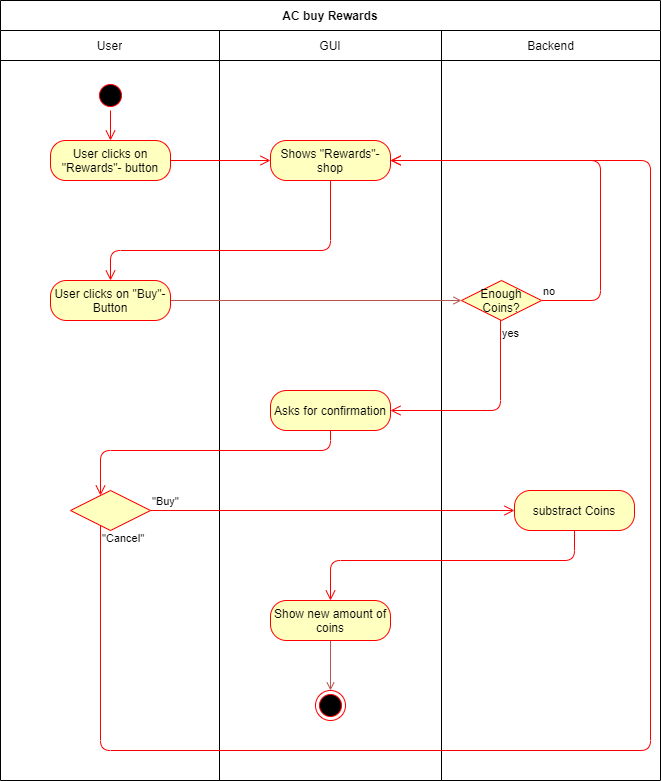 AC buy Rewards
User
GUI
Backend
User clicks on
"Rewards"- button
Shows "Rewards"-
shop
User clicks on "Buy"-
Button
Enough
Coins?
no
yes
Asks for confirmation
"Buy"
substract Coins
"Cancel"
Show new amount of
coins